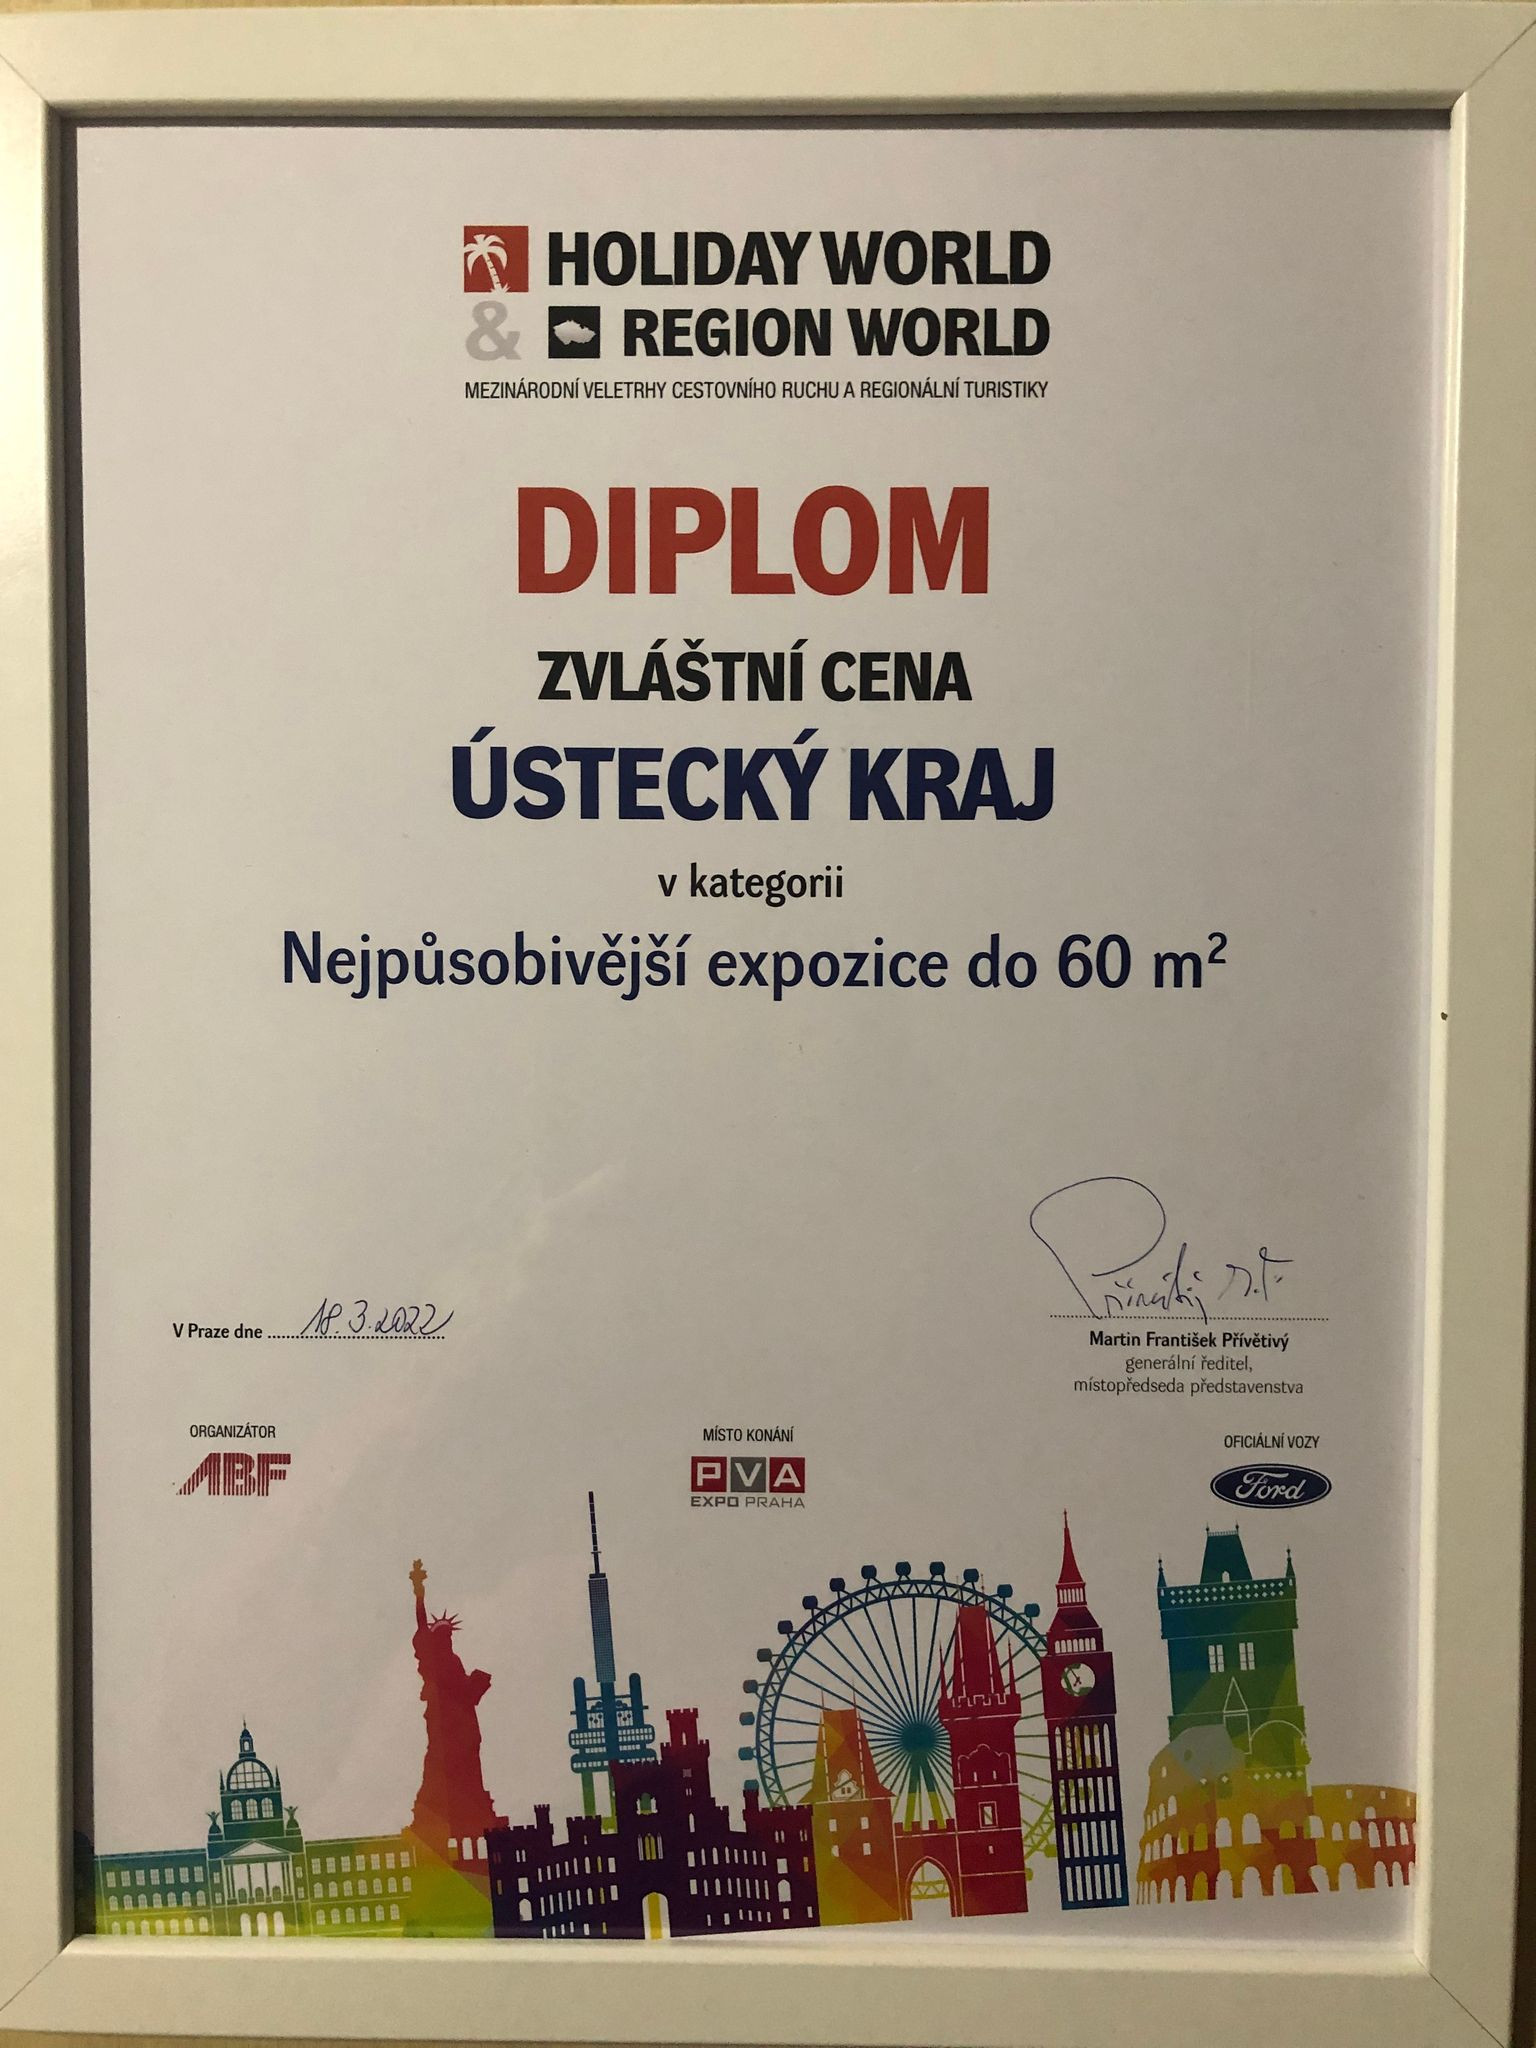 HOLIDAY WORLD
& REGION WORLD
MEZINÁRODNÍ VELETRHY CESTOVNÍHO RUCHU A REGIONÁLNÍ TURISTIKY
DIPLOM
ZVLÁŠTNÍ CENA
ÚSTECKÝ KRAJ
v kategorii
Nejpůsobivější expozice do 60 m²
V Praze dne 18.3.2022
Martin František Přívětivý
generální ředitel,
místopředseda představenstva
ORGANIZÁTOR
ABF
MÍSTO KONÁNÍ
PVA
EXPO PRAHA
OFICIÁLNÍ VOZY
Ford